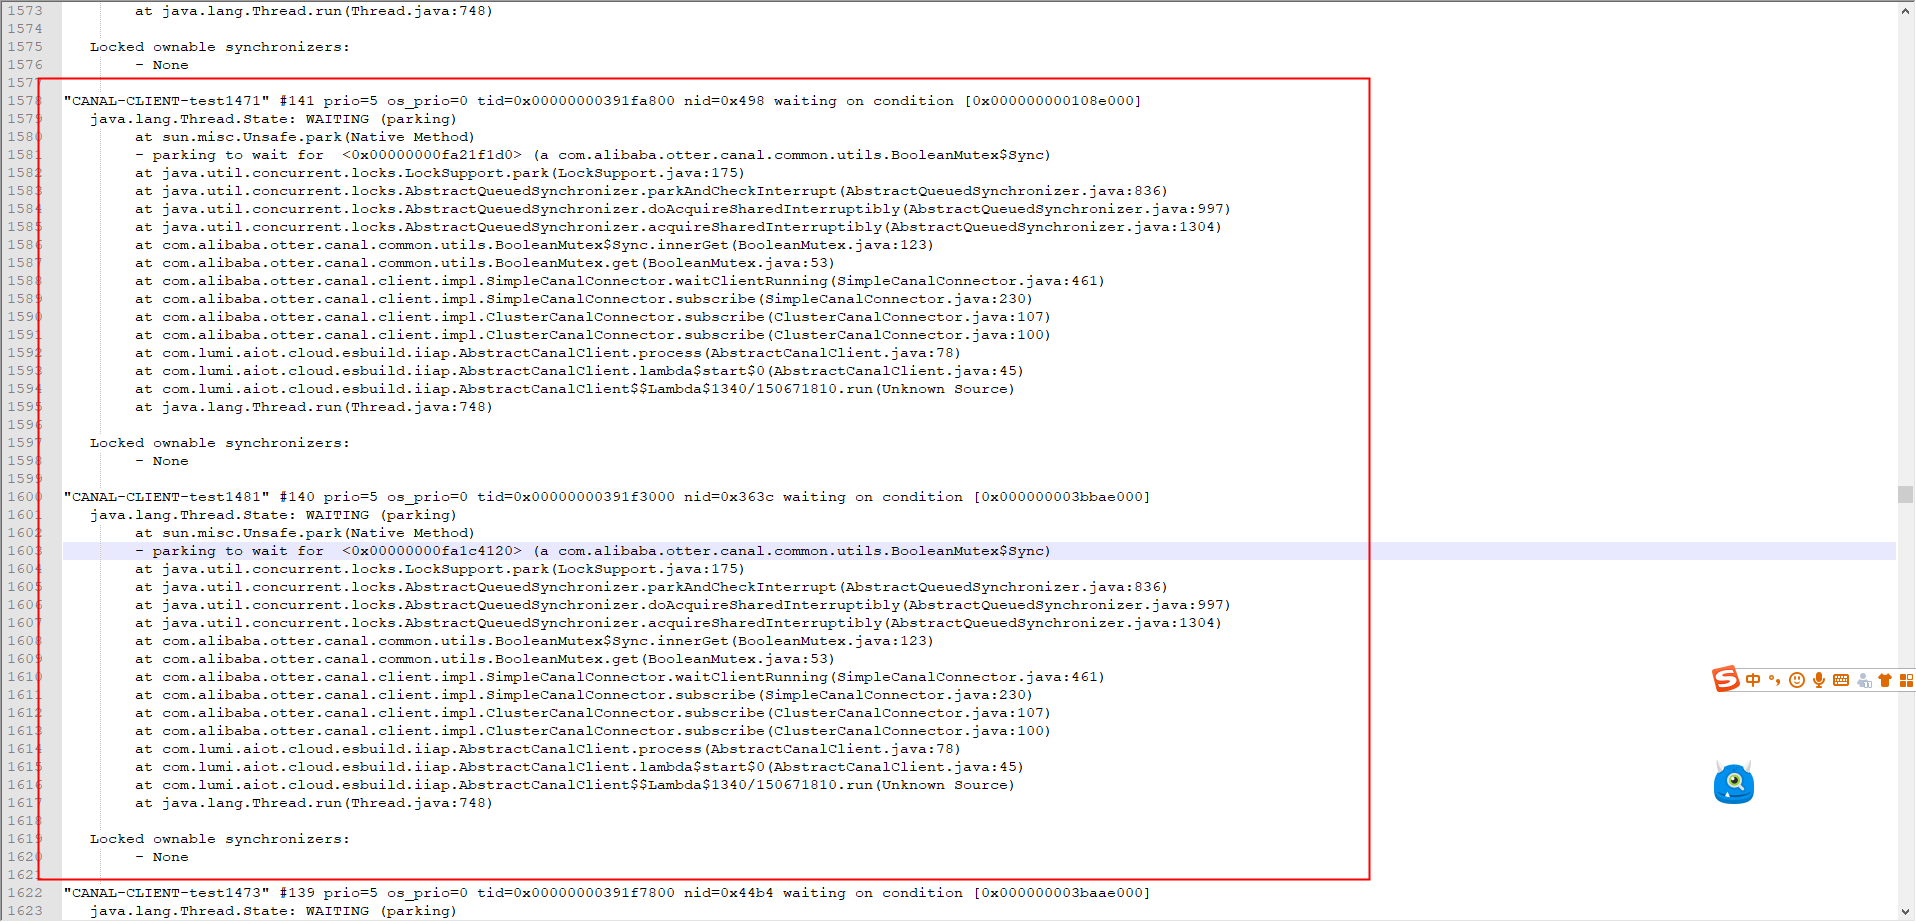 1573 at java.lang.Thread.run(Thread.java:748)
1574
1575 Locked ownable synchronizers:
1576 - None
1577
1578 "CANAL-CLIENT-test1471" #141 prio=5 os_prio=0 tid=0x00000000391fa800 nid=0x498 waiting on condition [0x000000000108e000]
1579 java.lang.Thread.State: WAITING (parking)
1580 at sun.misc.Unsafe.park(Native Method)
1581 - parking to wait for <0x00000000fa21f1d0> (a com.alibaba.otter.canal.common.utils.BooleanMutex$Sync)
1582 at java.util.concurrent.locks.LockSupport.park(LockSupport.java:175)
1583 at java.util.concurrent.locks.AbstractQueuedSynchronizer.parkAndCheckInterrupt(AbstractQueuedSynchronizer.java:836)
1584 at java.util.concurrent.locks.AbstractQueuedSynchronizer.doAcquireSharedInterruptibly(AbstractQueuedSynchronizer.java:997)
1585 at java.util.concurrent.locks.AbstractQueuedSynchronizer.acquireSharedInterruptibly(AbstractQueuedSynchronizer.java:1304)
1586 at com.alibaba.otter.canal.common.utils.BooleanMutex$Sync.innerGet(BooleanMutex.java:123)
1587 at com.alibaba.otter.canal.common.utils.BooleanMutex.get(BooleanMutex.java:53)
1588 at com.alibaba.otter.canal.client.impl.SimpleCanalConnector.waitClientRunning(SimpleCanalConnector.java:461)
1589 at com.alibaba.otter.canal.client.impl.SimpleCanalConnector.subscribe(SimpleCanalConnector.java:230)
1590 at com.alibaba.otter.canal.client.impl.ClusterCanalConnector.subscribe(ClusterCanalConnector.java:107)
1591 at com.alibaba.otter.canal.client.impl.ClusterCanalConnector.subscribe(ClusterCanalConnector.java:100)
1592 at com.lumi.aiot.cloud.esbuild.iiap.AbstractCanalClient.process(AbstractCanalClient.java:78)
1593 at com.lumi.aiot.cloud.esbuild.iiap.AbstractCanalClient.lambda$start$0(AbstractCanalClient.java:45)
1594 at com.lumi.aiot.cloud.esbuild.iiap.AbstractCanalClient$$Lambda$1340/150671810.run(Unknown Source)
1595 at java.lang.Thread.run(Thread.java:748)
1596
1597 Locked ownable synchronizers:
1598 - None
1599
1600 "CANAL-CLIENT-test1481" #140 prio=5 os_prio=0 tid=0x00000000391f3000 nid=0x363c waiting on condition [0x000000003bbae000]
1601 java.lang.Thread.State: WAITING (parking)
1602 at sun.misc.Unsafe.park(Native Method)
1603 - parking to wait for <0x00000000fa1c4120> (a com.alibaba.otter.canal.common.utils.BooleanMutex$Sync)
1604 at java.util.concurrent.locks.LockSupport.park(LockSupport.java:175)
1605 at java.util.concurrent.locks.AbstractQueuedSynchronizer.parkAndCheckInterrupt(AbstractQueuedSynchronizer.java:836)
1606 at java.util.concurrent.locks.AbstractQueuedSynchronizer.doAcquireSharedInterruptibly(AbstractQueuedSynchronizer.java:997)
1607 at java.util.concurrent.locks.AbstractQueuedSynchronizer.acquireSharedInterruptibly(AbstractQueuedSynchronizer.java:1304)
1608 at com.alibaba.otter.canal.common.utils.BooleanMutex$Sync.innerGet(BooleanMutex.java:123)
1609 at com.alibaba.otter.canal.common.utils.BooleanMutex.get(BooleanMutex.java:53)
1610 at com.alibaba.otter.canal.client.impl.SimpleCanalConnector.waitClientRunning(SimpleCanalConnector.java:461)
1611 at com.alibaba.otter.canal.client.impl.SimpleCanalConnector.subscribe(SimpleCanalConnector.java:230)
1612 at com.alibaba.otter.canal.client.impl.ClusterCanalConnector.subscribe(ClusterCanalConnector.java:107)
1613 at com.alibaba.otter.canal.client.impl.ClusterCanalConnector.subscribe(ClusterCanalConnector.java:100)
1614 at com.lumi.aiot.cloud.esbuild.iiap.AbstractCanalClient.process(AbstractCanalClient.java:78)
1615 at com.lumi.aiot.cloud.esbuild.iiap.AbstractCanalClient.lambda$start$0(AbstractCanalClient.java:45)
1616 at com.lumi.aiot.cloud.esbuild.iiap.AbstractCanalClient$$Lambda$1340/150671810.run(Unknown Source)
1617 at java.lang.Thread.run(Thread.java:748)
1618
1619 Locked ownable synchronizers:
1620 - None
1621
1622 "CANAL-CLIENT-test1473" #139 prio=5 os_prio=0 tid=0x00000000391f7800 nid=0x44b4 waiting on condition [0x000000003baae000]
1623 java.lang.Thread.State: WAITING (parking)
S 中